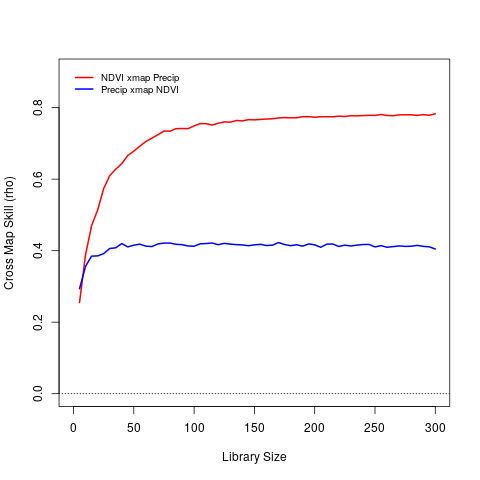 NDVI xmap Precip
Precip xmap NDVI
Cross Map Skill (rho)
0.8
0.6
0.4
0.2
0.0
0 50 100 150 200 250 300
Library Size